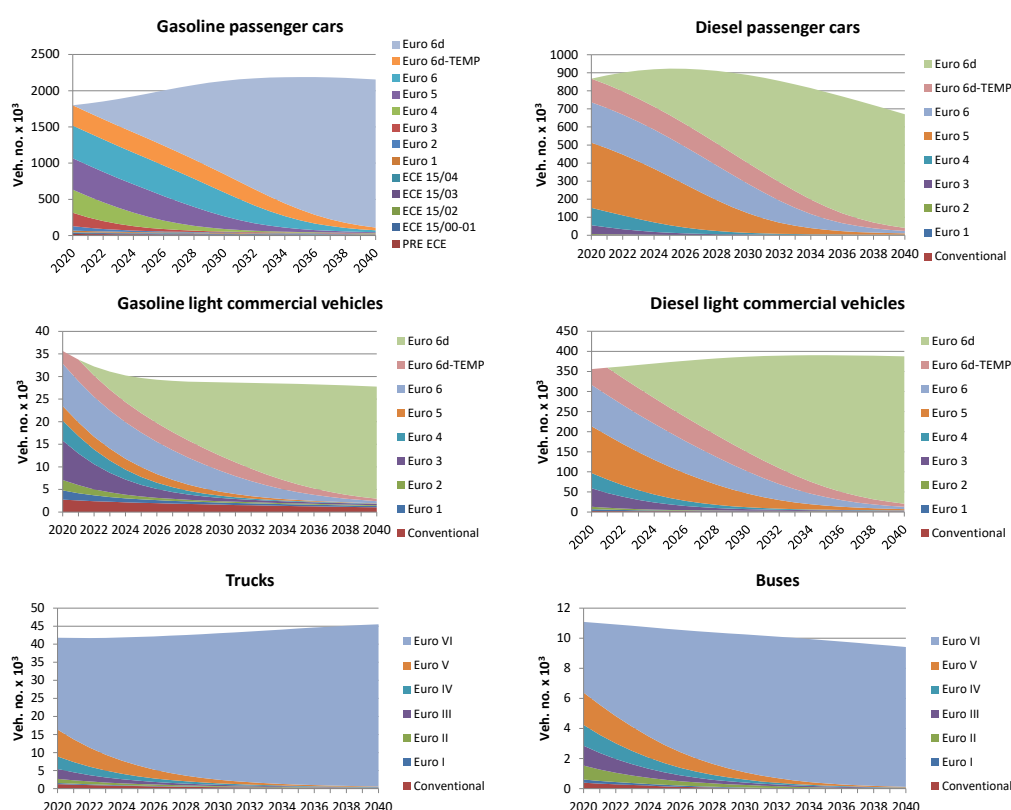 Gasoline passenger cars
Veh. no. x 10³
2500
2000
1500
1000
500
0
2020 2022 2024 2026 2028 2030 2032 2034 2036 2038 2040
Euro 6d
Euro 6d-TEMP
Euro 6
Euro 5
Euro 4
Euro 3
Euro 2
Euro 1
ECE 15/04
ECE 15/03
ECE 15/02
ECE 15/00-01
PRE ECE
Diesel passenger cars
Veh. no. x 10³
1000
900
800
700
600
500
400
300
200
100
0
2020 2022 2024 2026 2028 2030 2032 2034 2036 2038 2040
Euro 6d
Euro 6d-TEMP
Euro 6
Euro 5
Euro 4
Euro 3
Euro 2
Euro 1
Conventional
Gasoline light commercial vehicles
Veh. no. x 10³
40
35
30
25
20
15
10
5
0
2020 2022 2024 2026 2028 2030 2032 2034 2036 2038 2040
Euro 6d
Euro 6d-TEMP
Euro 6
Euro 5
Euro 4
Euro 3
Euro 2
Euro 1
Conventional
Diesel light commercial vehicles
Veh. no. x 10³
450
400
350
300
250
200
150
100
50
0
2020 2022 2024 2026 2028 2030 2032 2034 2036 2038 2040
Euro 6d
Euro 6d-TEMP
Euro 6
Euro 5
Euro 4
Euro 3
Euro 2
Euro 1
Conventional
Trucks
Veh. no. x 10³
50
45
40
35
30
25
20
15
10
5
0
2020 2022 2024 2026 2028 2030 2032 2034 2036 2038 2040
Euro VI
Euro V
Euro IV
Euro III
Euro II
Euro I
Conventional
Buses
Veh. no. x 10³
12
10
8
6
4
2
0
2020 2022 2024 2026 2028 2030 2032 2034 2036 2038 2040
Euro VI
Euro V
Euro IV
Euro III
Euro II
Euro I
Conventional